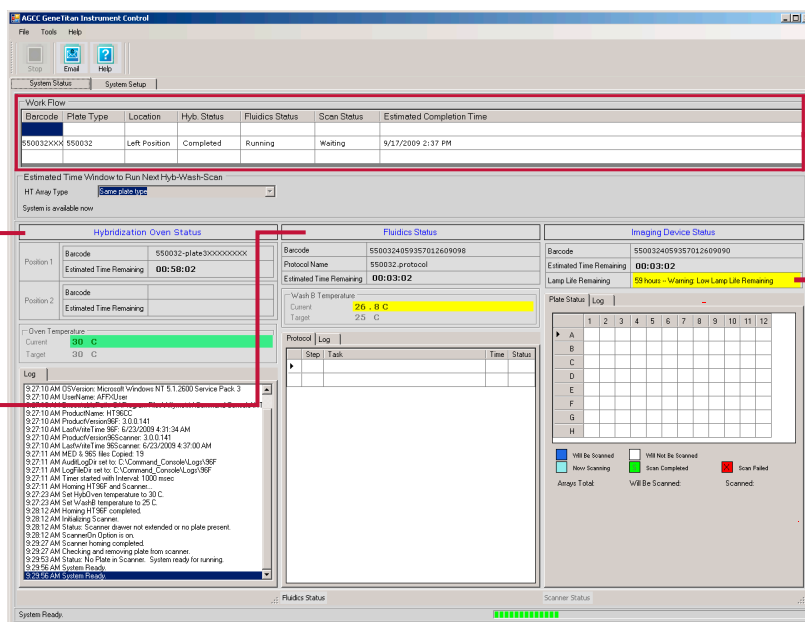 AGCC GeneTitan Instrument Control
File Tools Help
Stop Email Help
System Status System Setup
Work Flow
Barcode Plate Type Location Hyb. Status Fluidics Status Scan Status Estimated Completion Time
550032XXX 550032 Left Position Completed Running Waiting 9/17/2009 2:37 PM
Estimated Time Window to Run Next Hyb-Wash-Scan
HT Array Type Same plate type
System is available now
Hybridization Oven Status
Position 1
Barcode 550032-plate3XXXXXXXX
Estimated Time Remaining 00:58:02
Position 2
Barcode
Estimated Time Remaining
Oven Temperature
Current 30 C
Target 30 C
Log
9:27:10 AM OSVersion: Microsoft Windows NT 5.1.2600 Service Pack 3
9:27:10 AM UserName: AFFXUser
9:27:10 AM ProductName: HT96CC
9:27:10 AM ProductVersion96F: 3.0.0.141
9:27:10 AM LastWriteTime 96F: 6/23/2009 4:31:34 AM
9:27:10 AM ProductVersion96Scanner: 3.0.0.141
9:27:10 AM LastWriteTime 96Scanner: 6/23/2009 4:37:00 AM
9:27:11 AM MED & 96S files Copied: 19
9:27:11 AM AuditLogDir set to: C:\Command_Console\Logs\96F
9:27:11 AM LogFileDir set to: C:\Command_Console\Logs\96F
9:27:11 AM Timer started with Interval: 1000 msec
9:27:11 AM Homing HT96F and Scanner...
9:27:23 AM Set HybOven temperature to 30 C.
9:27:23 AM Set WashB temperature to 25 C.
9:28:12 AM Homing HT96F completed.
9:28:12 AM Initializing Scanner.
9:28:12 AM Status: Scanner drawer not extended or no plate present.
9:28:12 AM ScannerOn Option is on.
9:29:27 AM Scanner homing completed.
9:29:27 AM Checking and removing plate from scanner.
9:29:53 AM Status: No Plate in Scanner. System ready for running.
9:29:56 AM System Ready.
9:29:56 AM System Ready.
Fluidics Status
Barcode 5500324059357012609098
Protocol Name 550032.protocol
Estimated Time Remaining 00:03:02
Wash B Temperature
Current 26.8 C
Target 25 C
Protocol Log
Step Task Time Status
Fluidics Status
Imaging Device Status
Barcode 5500324059357012609090
Estimated Time Remaining 00:03:02
Lamp Life Remaining 59 hours -- Warning: Low Lamp Life Remaining
Plate Status Log
1 2 3 4 5 6 7 8 9 10 11 12
A
B
C
D
E
F
G
H
Will Be Scanned Will Not Be Scanned
Now Scanning Scan Completed Scan Failed
Arrays Total: Will Be Scanned: Scanned:
Scanner Status
System Ready.